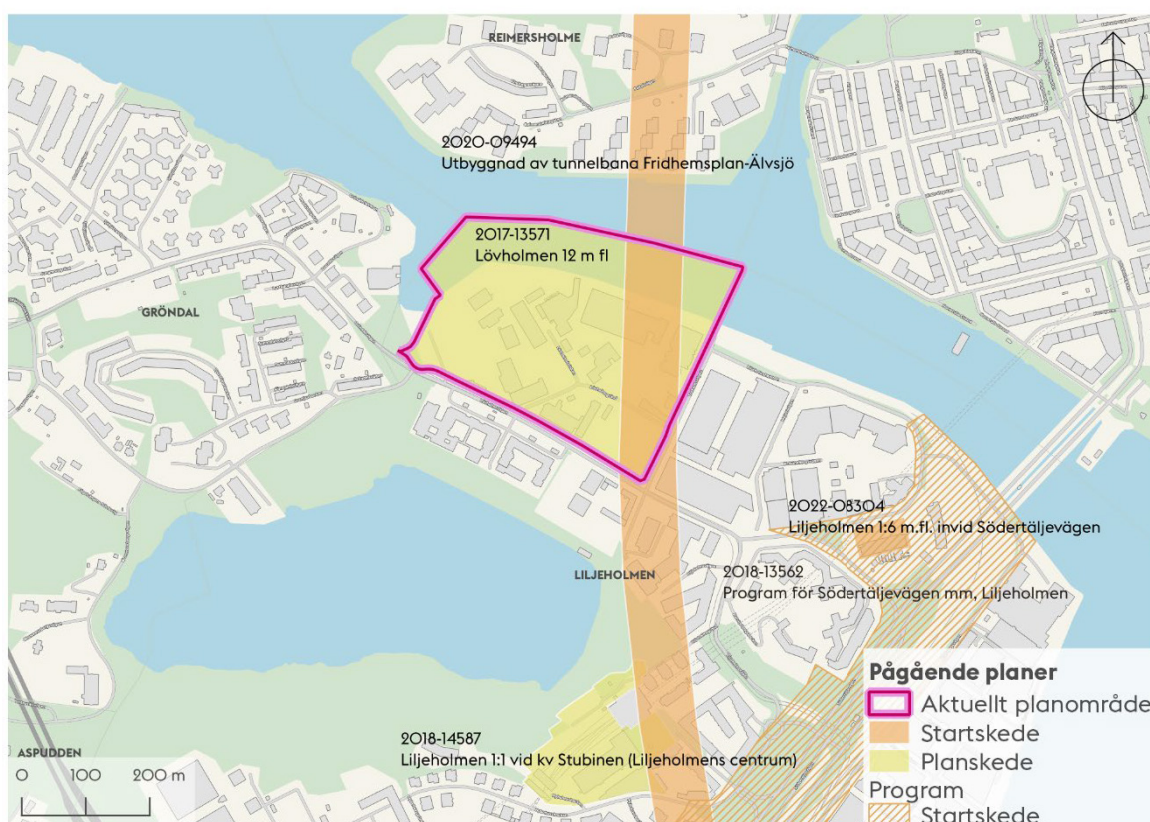 REIMERSHOLME
2020-09494
Utbyggnad av tunnelbana Fridhemsplan-Älvsjö
2017-13571
Lövholmen 12 m fl
GRÖNDAL
2022-08304
Liljeholmen 1:6 m.fl. invid Södertäljevägen
LILJEHOLMEN
2018-13562
Program för Södertäljevägen mm, Liljeholmen
2018-14587
Liljeholmen 1:1 vid kv Stubinen (Liljeholmens centrum)
ASPUDDEN
0 100 200 m
Pågående planer
Aktuellt planområde
Startskede
Planskede
Program
Startskede